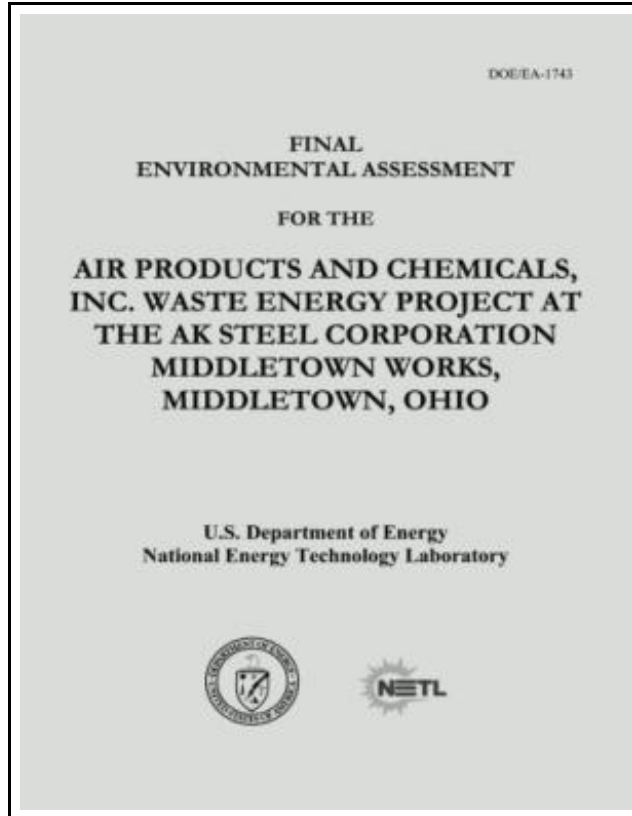 DOE/EA-1743
FINAL
ENVIRONMENTAL ASSESSMENT
FOR THE
AIR PRODUCTS AND CHEMICALS,
INC. WASTE ENERGY PROJECT AT
THE AK STEEL CORPORATION
MIDDLETOWN WORKS,
MIDDLETOWN, OHIO
U.S. Department of Energy
National Energy Technology Laboratory
NETL